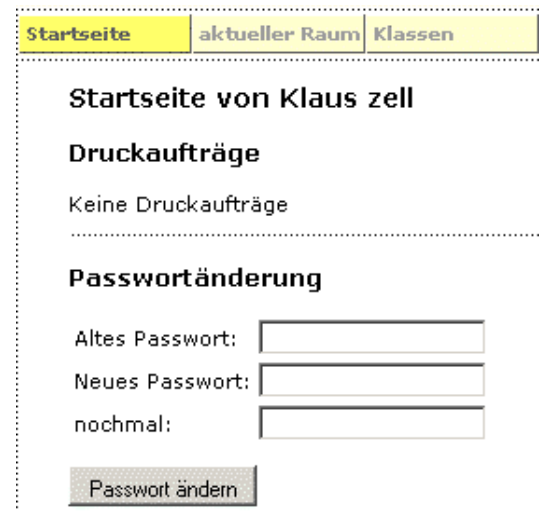 Startseite aktueller Raum Klassen
Startseite von Klaus zell
Druckaufträge
Keine Druckaufträge
Passwortänderung
Altes Passwort:
Neues Passwort:
nochmal:
Passwort ändern